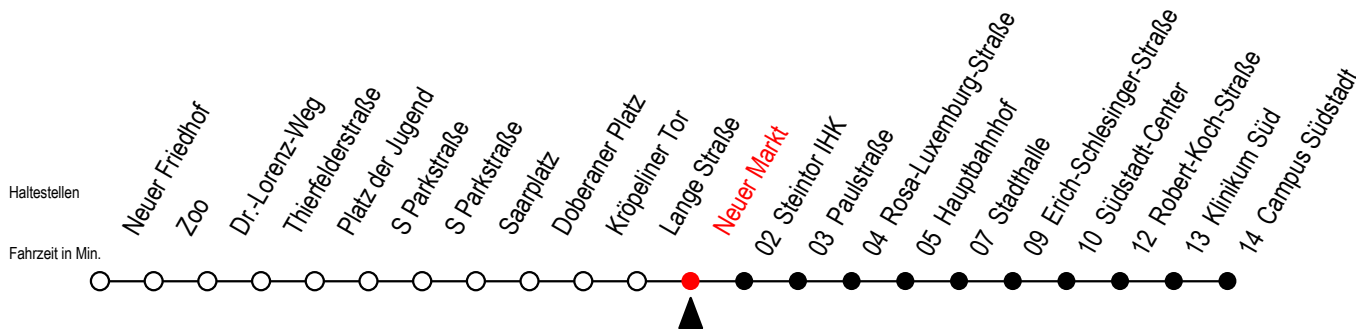 Haltestellen
Fahrzeit in Min.
Neuer Friedhof
Zoo
Dr.-Lorenz-Weg
Thierfelderstraße
Platz der Jugend
S Parkstraße
S Parkstraße
Saarplatz
Doberaner Platz
Kröpeliner Tor
Lange Straße
Neuer Markt
02 Steintor IHK
03 Paulstraße
04 Rosa-Luxemburg-Straße
05 Hauptbahnhof
07 Stadthalle
09 Erich-Schlesinger-Straße
10 Südstadt-Center
12 Robert-Koch-Straße
13 Klinikum Süd
14 Campus Südstadt